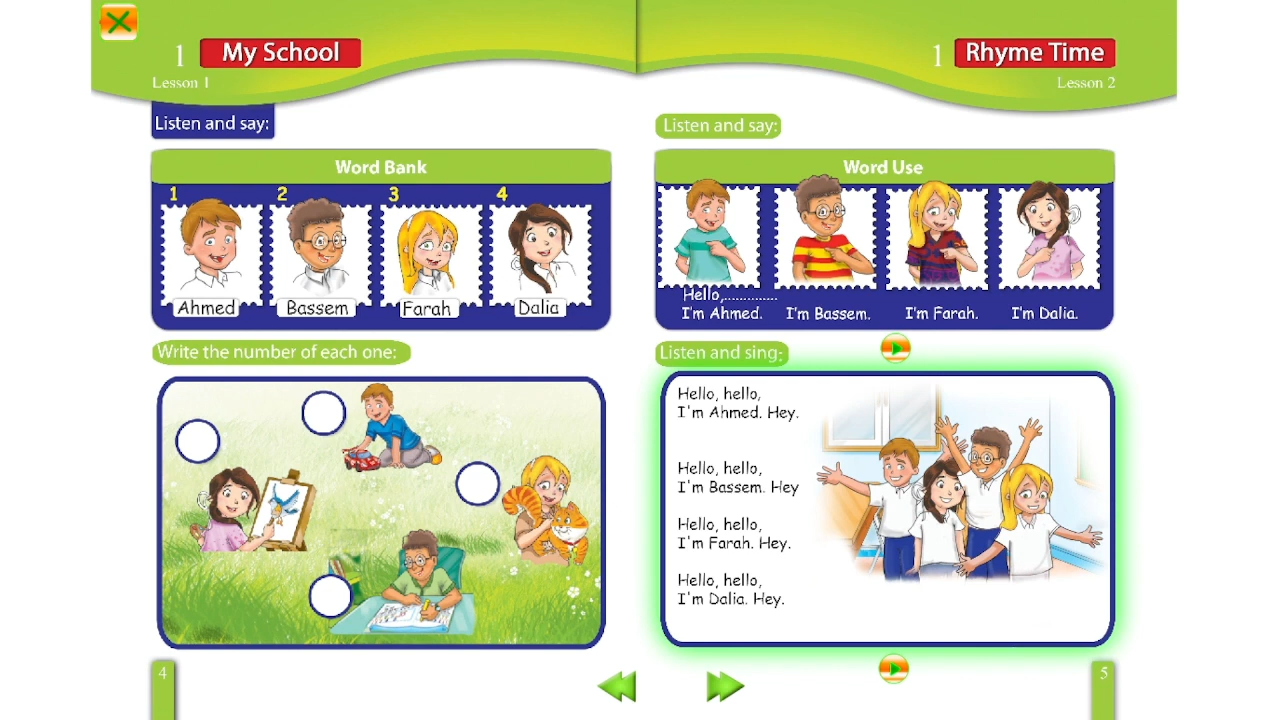 1 My School
Lesson 1
Listen and say:
Word Bank
1 2 3 4
Ahmed Bassem Farah Dalia
Write the number of each one:
4
1 Rhyme Time
Lesson 2
Listen and say:
Word Use
Hello,..............
I'm Ahmed. I'm Bassem. I'm Farah. I'm Dalia.
Listen and sing:
Hello, hello,
I'm Ahmed. Hey.
Hello, hello,
I'm Bassem. Hey
Hello, hello,
I'm Farah. Hey.
Hello, hello,
I'm Dalia. Hey.
5